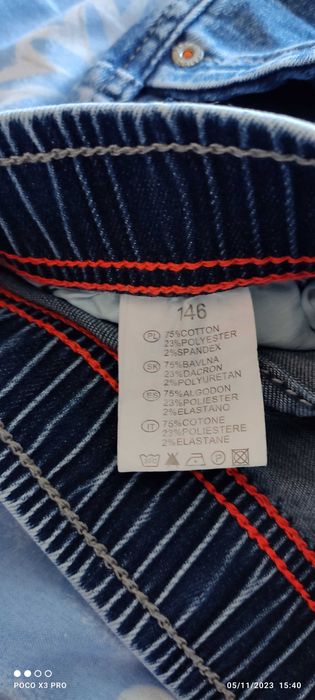 146
PL 75%COTTON
23%POLYESTER
2%SPANDEX
SK 75%BAVLNA
23%DACRON
2%POLYURETAN
ES 75%ALGODON
23%POLIESTER
2%ELASTANO
IT 75%COTONE
23%POLIESTERE
2%ELASTANE
P
POCO X3 PRO
05/11/2023 15:40